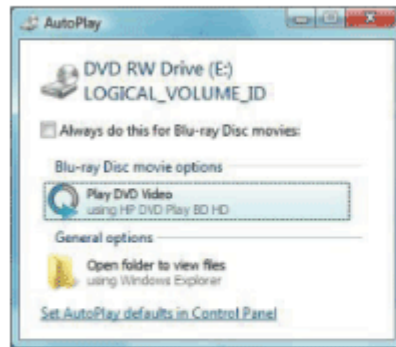 AutoPlay
DVD RW Drive (E:)
LOGICAL_VOLUME_ID
Always do this for Blu-ray Disc movies:
Blu-ray Disc movie options
Play DVD Video
using HP DVD Play BD HD
General options
Open folder to view files
using Windows Explorer
Set AutoPlay defaults in Control Panel